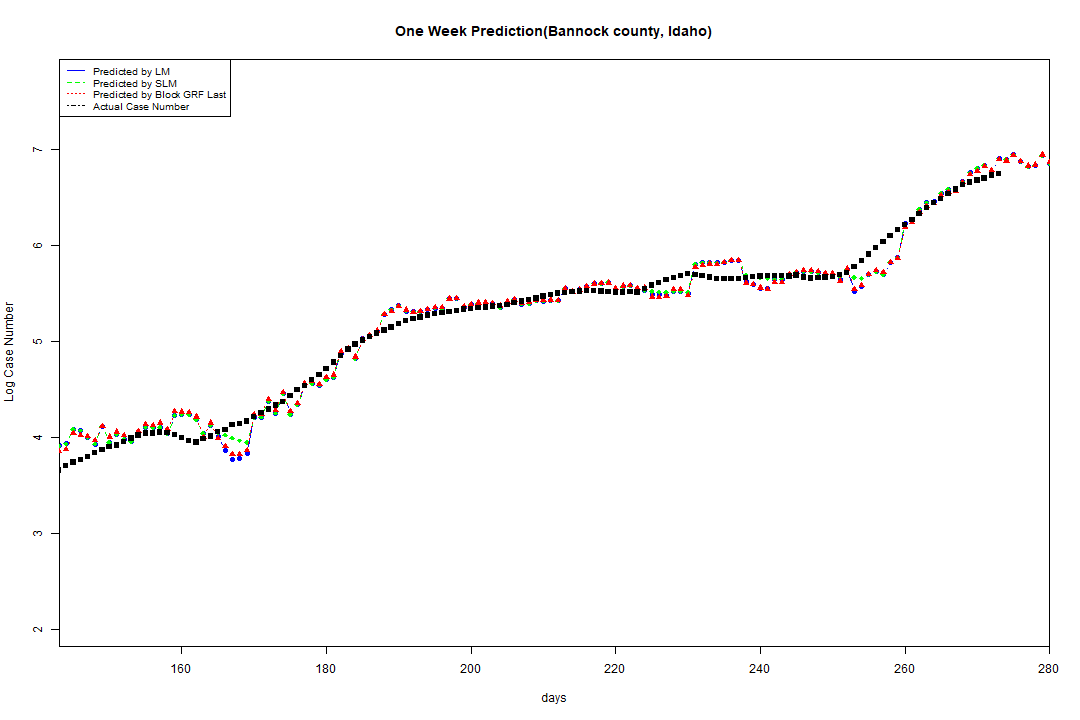 One Week Prediction(Bannock county, Idaho)
Predicted by LM
Predicted by SLM
Predicted by Block GRF Last
Actual Case Number
7
6
5
4
3
2
Log Case Number
160 180 200 220 240 260 280
days